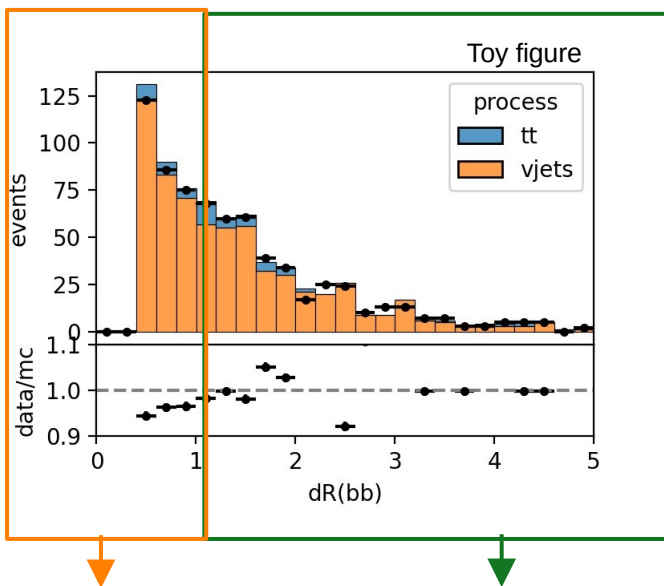 Toy figure
process
tt
vjets
events
125
100
75
50
25
0
data/mc
1.1
1.0
0.9
0 1 2 3 4 5
dR(bb)